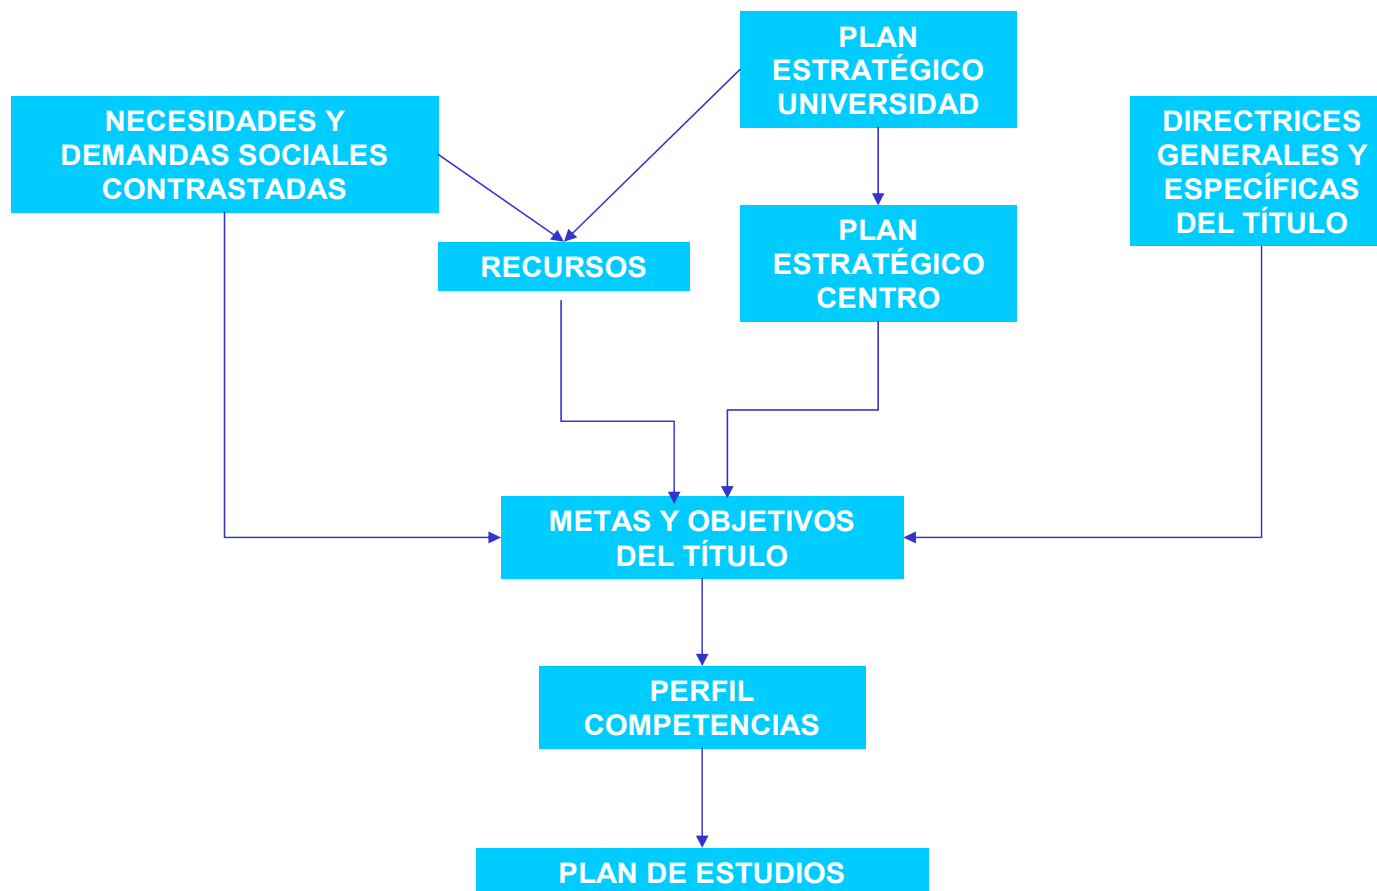 PLAN
ESTRATÉGICO
UNIVERSIDAD
NECESIDADES Y
DEMANDAS SOCIALES
CONTRASTADAS
DIRECTRICES
GENERALES Y
ESPECÍFICAS
DEL TÍTULO
RECURSOS
PLAN
ESTRATÉGICO
CENTRO
METAS Y OBJETIVOS
DEL TÍTULO
PERFIL
COMPETENCIAS
PLAN DE ESTUDIOS